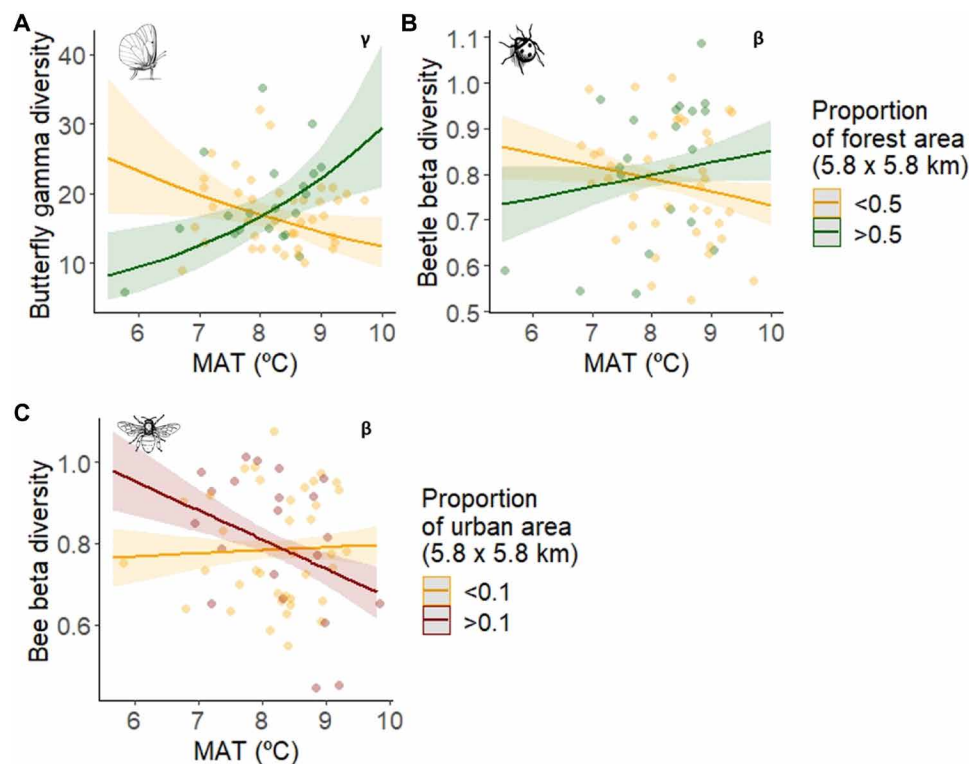 A
γ
Butterfly gamma diversity
40
30
20
10
6
7
8
9
10
MAT (ºC)
B
β
Beetle beta diversity
1.1
1.0
0.9
0.8
0.7
0.6
0.5
6
7
8
9
10
MAT (ºC)
Proportion
of forest area
(5.8 x 5.8 km)
<0.5
>0.5
C
β
Bee beta diversity
1.0
0.8
0.6
6
7
8
9
10
MAT (ºC)
Proportion
of urban area
(5.8 x 5.8 km)
<0.1
>0.1